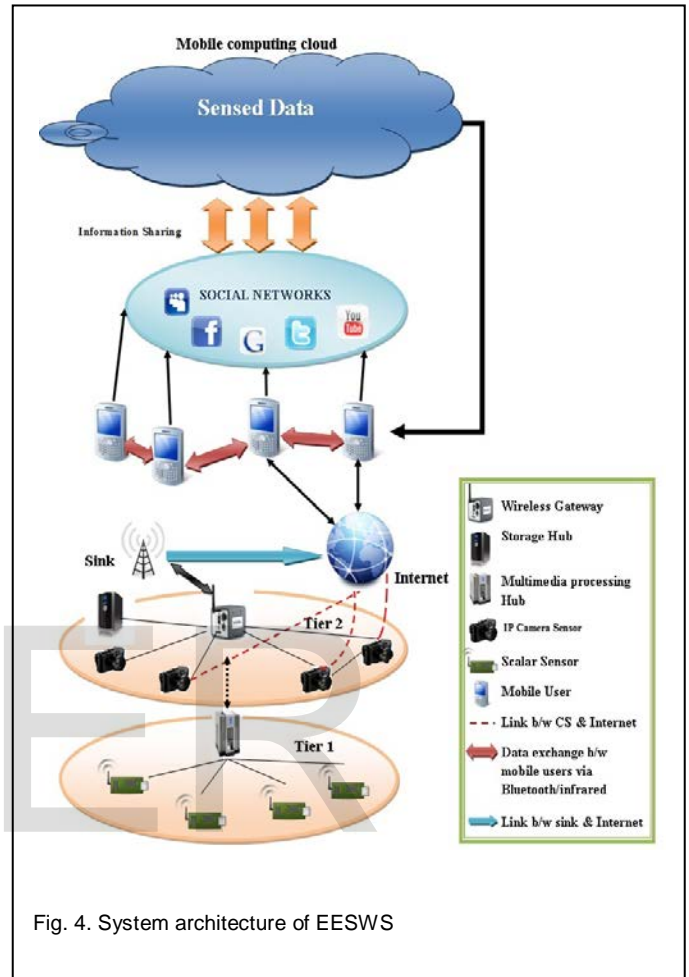 Mobile computing cloud
Sensed Data
Information Sharing
SOCIAL NETWORKS
f
G
t
You
Tube
Sink
Internet
Tier 2
Tier 1
Wireless Gateway
Storage Hub
Multimedia processing
Hub
IP Camera Sensor
Scalar Sensor
Mobile User
Link b/w CS & Internet
Data exchange b/w
mobile users via
Bluetooth/infrared
Link b/w sink & Internet
ER
Fig. 4. System architecture of EESWS